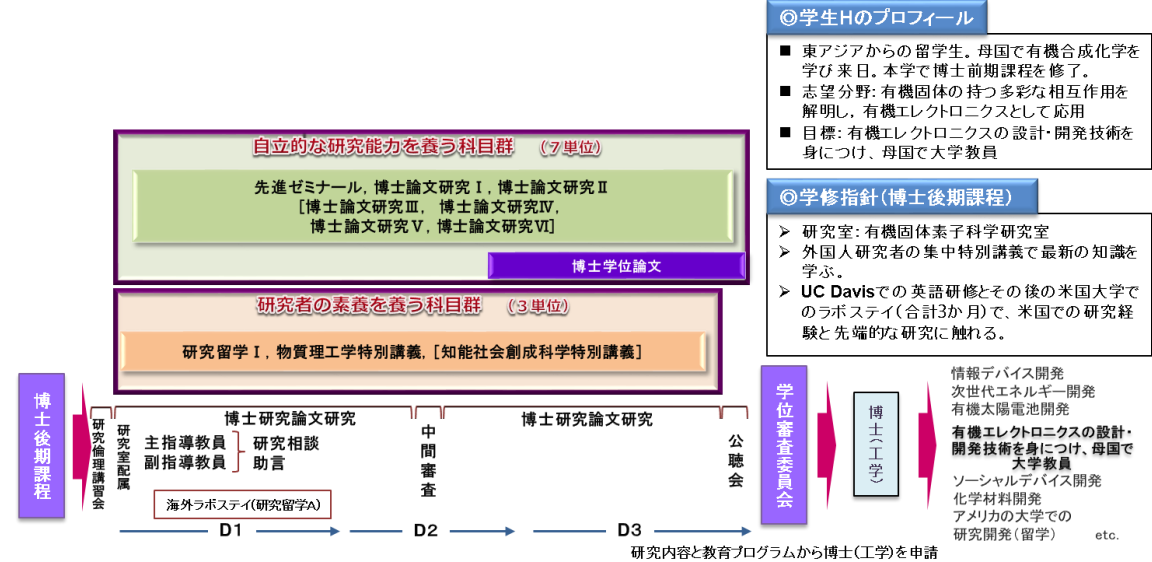 ◎学生Hのプロフィール
■ 東アジアからの留学生。母国で有機合成化学を
学び来日。本学で博士前期課程を修了。
■ 志望分野:有機固体の持つ多彩な相互作用を
解明し,有機エレクトロニクスとして応用
■ 目標:有機エレクトロニクスの設計・開発技術を
身につけ、母国で大学教員
◎学修指針(博士後期課程)
➢ 研究室:有機固体素子科学研究室
➢ 外国人研究者の集中特別講義で最新の知識を
学ぶ。
➢ UC Davisでの英語研修とその後の米国大学で
のラボステイ(合計3か月)で、米国での研究経
験と先端的な研究に触れる。
自立的な研究能力を養う科目群 (7単位)
先進ゼミナール,博士論文研究Ⅰ,博士論文研究Ⅱ
[博士論文研究Ⅲ, 博士論文研究Ⅳ,
博士論文研究Ⅴ,博士論文研究Ⅵ]
博士学位論文
研究者の素養を養う科目群 (3単位)
研究留学Ⅰ,物質理工学特別講義,[知能社会創成科学特別講義]
博士後期課程
研究倫理講習会
研究室配属
博士研究論文研究
主指導教員
副指導教員
研究相談
助言
海外ラボステイ(研究留学A)
中間審査
博士研究論文研究
公聴会
D1
D2
D3
学位審査委員会
博士(工学)
情報デバイス開発
次世代エネルギー開発
有機太陽電池開発
有機エレクトロニクスの設計・
開発技術を身につけ、母国で
大学教員
ソーシャルデバイス開発
化学材料開発
アメリカの大学での
研究開発(留学) etc.
研究内容と教育プログラムから博士(工学)を申請